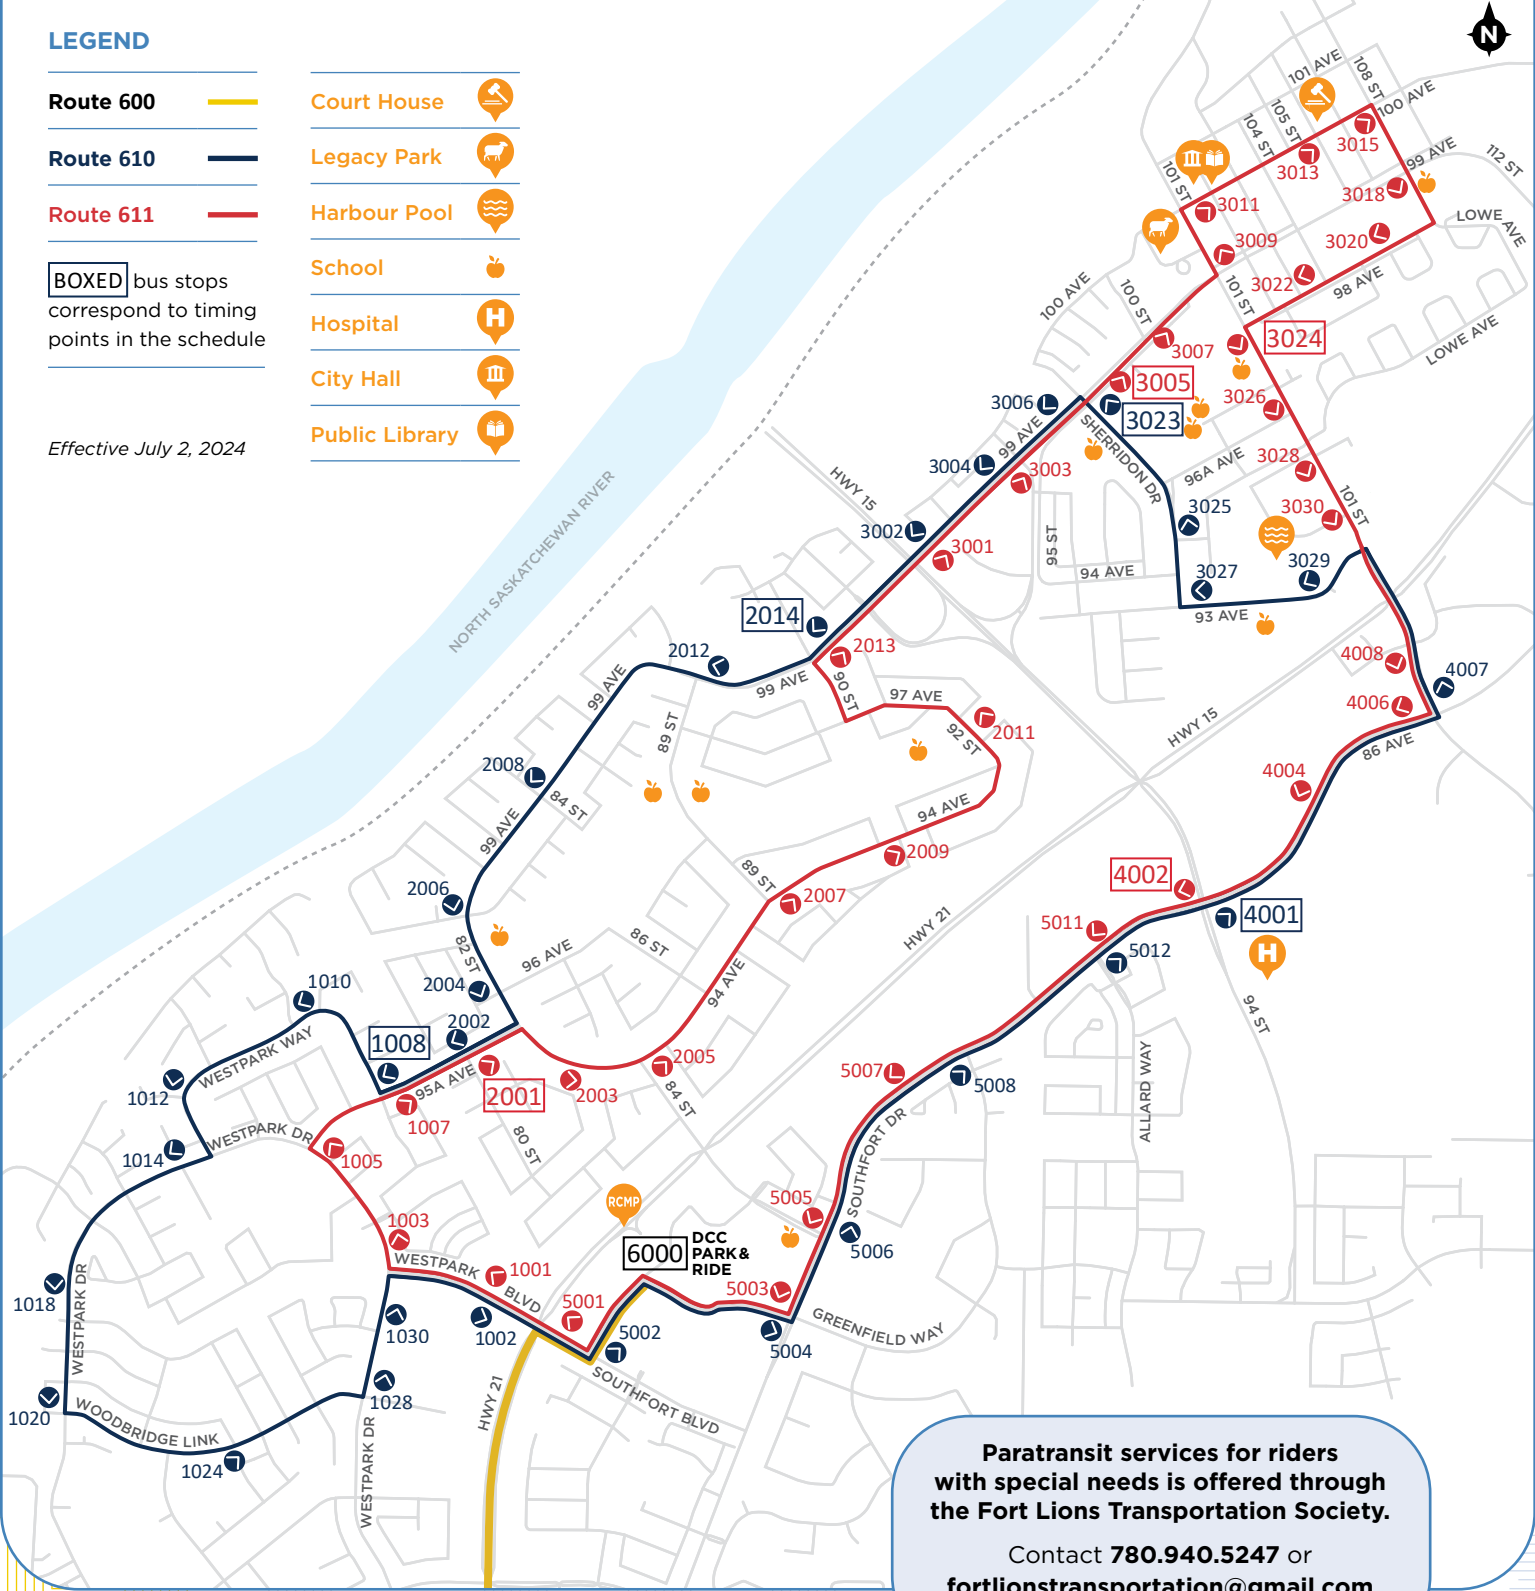 LEGEND
Route 600
Route 610
Route 611
BOXED bus stops
correspond to timing
points in the schedule
Effective July 2, 2024
Court House
Legacy Park
Harbour Pool
School
Hospital
H
City Hall
Public Library
N
NORTH SASKATCHEWAN RIVER
101 AVE
108 ST
100 AVE
105 ST
104 ST
3015
3013
99 AVE
112 ST
101 ST
3018
3011
LOWE AVE
3009
3020
3022
98 AVE
101 ST
100 AVE
100 ST
3024
LOWE AVE
3007
3005
3026
3006
3023
99 AVE
SHERRIDON DR
3004
3003
96A AVE
3028
HWY 15
3025
3030
101 ST
3002
3001
95 ST
94 AVE
3027
3029
93 AVE
2014
2012
2013
99 AVE
90 ST
97 AVE
92 ST
2011
4008
4007
4006
86 AVE
HWY 15
99 AVE
89 ST
2008
84 ST
4004
99 AVE
94 AVE
2009
89 ST
2007
4002
4001
2006
5011
H
HWY 21
5012
82 ST
96 AVE
86 ST
2004
94 AVE
94 ST
1010
2002
1008
WESTPARK WAY
95A AVE
2001
2005
2003
84 ST
5007
5008
ALLARD WAY
1012
1007
WESTPARK DR
80 ST
SOUTHFORT DR
1014
1005
RCMP
5005
1003
6000
DCC
PARK &
RIDE
5006
WESTPARK BLVD
1001
5003
1018
WESTPARK DR
5001
GREENFIELD WAY
1030
1002
5002
5004
1028
HWY 21
SOUTHFORT BLVD
1020
WOODBRIDGE LINK
1024
WESTPARK DR
Paratransit services for riders
with special needs is offered through
the Fort Lions Transportation Society.
Contact 780.940.5247 or
fortlionstransportation@gmail.com